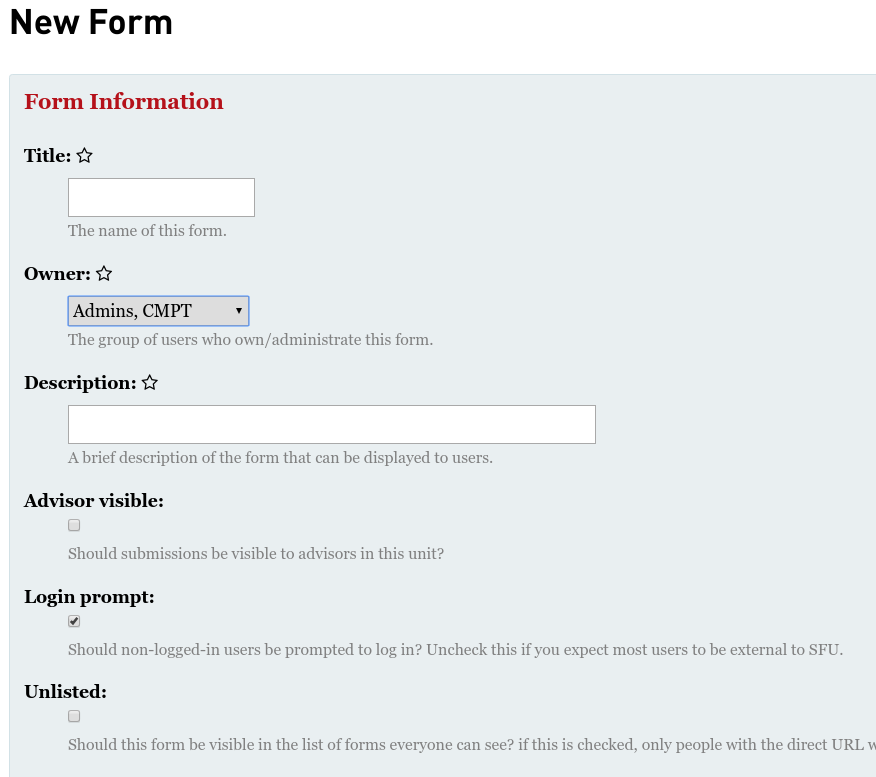 New Form
Form Information
Title:
The name of this form.
Owner:
Admins, CMPT
The group of users who own/administrate this form.
Description:
A brief description of the form that can be displayed to users.
Advisor visible:
Should submissions be visible to advisors in this unit?
Login prompt:
Should non-logged-in users be prompted to log in? Uncheck this if you expect most users to be external to SFU.
Unlisted:
Should this form be visible in the list of forms everyone can see? if this is checked, only people with the direct URL